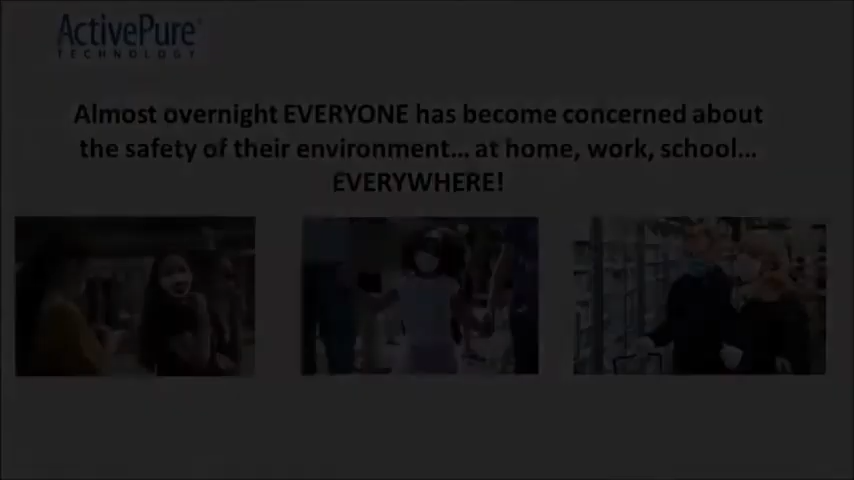 ActivePure
TECHNOLOGY
Almost overnight EVERYONE has become concerned about
the safety of their environment... at home, work, school...
EVERYWHERE!